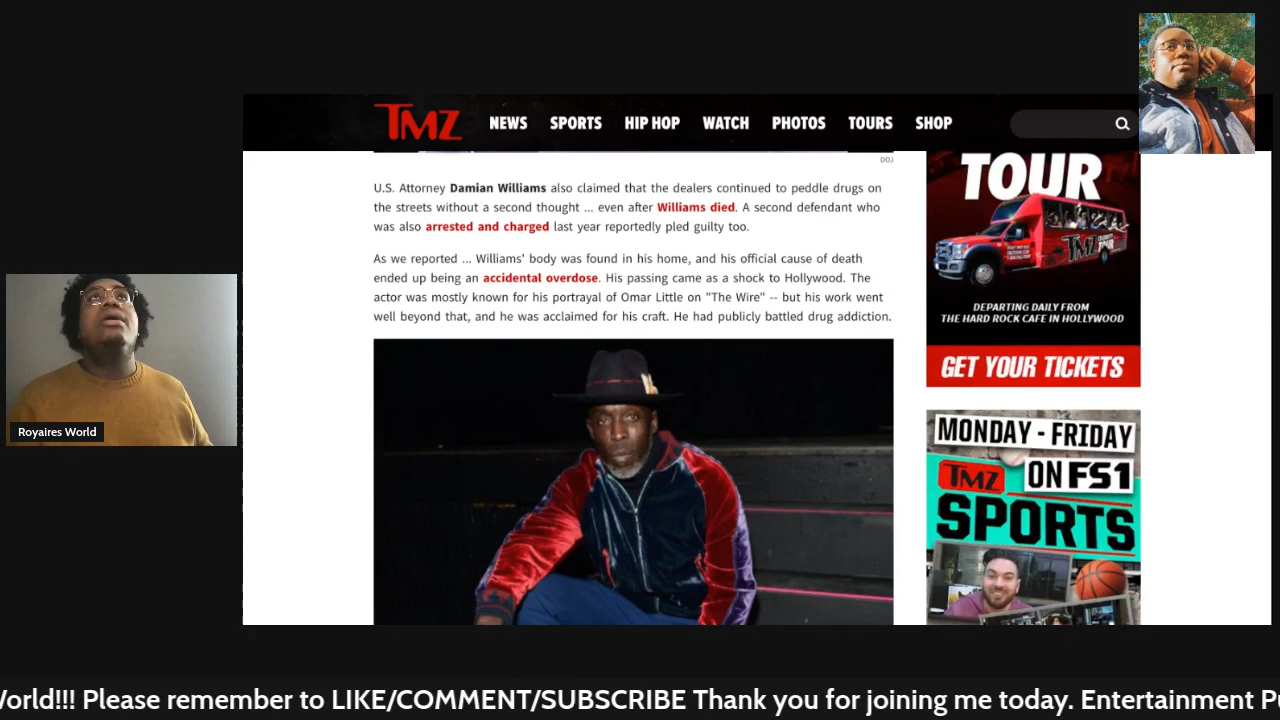 TMZ NEWS SPORTS HIP HOP WATCH PHOTOS TOURS SHOP
DOJ
U.S. Attorney Damian Williams also claimed that the dealers continued to peddle drugs on
the streets without a second thought ... even after Williams died. A second defendant who
was also arrested and charged last year reportedly pled guilty too.
As we reported ... Williams' body was found in his home, and his official cause of death
ended up being an accidental overdose. His passing came as a shock to Hollywood. The
actor was mostly known for his portrayal of Omar Little on "The Wire" -- but his work went
well beyond that, and he was acclaimed for his craft. He had publicly battled drug addiction.
TOUR
TMZ
DEPARTING DAILY FROM
THE HARD ROCK CAFE IN HOLLYWOOD
GET YOUR TICKETS
MONDAY - FRIDAY
TMZ ON FS1
SPORTS
Royaires World
World!!! Please remember to LIKE/COMMENT/SUBSCRIBE Thank you for joining me today. Entertainment